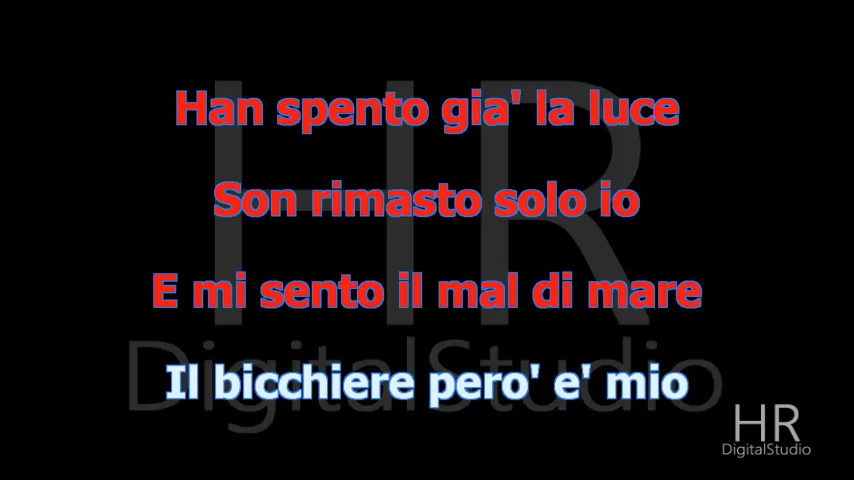 Han spento gia' la luce
Son rimasto solo io
E mi sento il mal di mare
Il bicchiere pero' e' mio
HR
DigitalStudio
HR
DigitalStudio